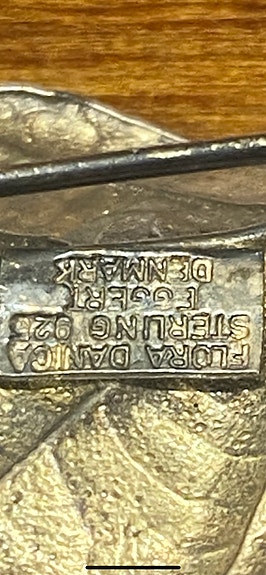 FLORA DANICA
STERLING 925
EGGERT
DENMARK